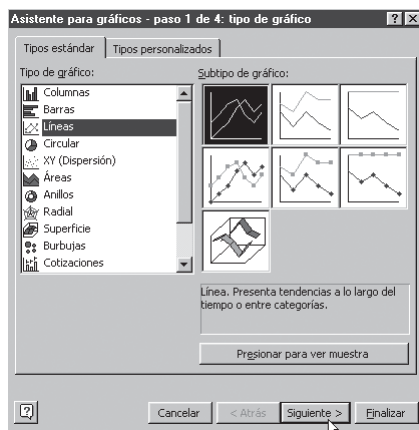 Asistente para gráficos - paso 1 de 4: tipo de gráfico
Tipos estándar
Tipos personalizados
Tipo de gráfico:
Columnas
Barras
Líneas
Circular
XY (Dispersión)
Áreas
Anillos
Radial
Superficie
Burbujas
Cotizaciones
Subtipo de gráfico:
Línea. Presenta tendencias a lo largo del
tiempo o entre categorías.
Presionar para ver muestra
Cancelar
< Atrás
Siguiente >
Finalizar